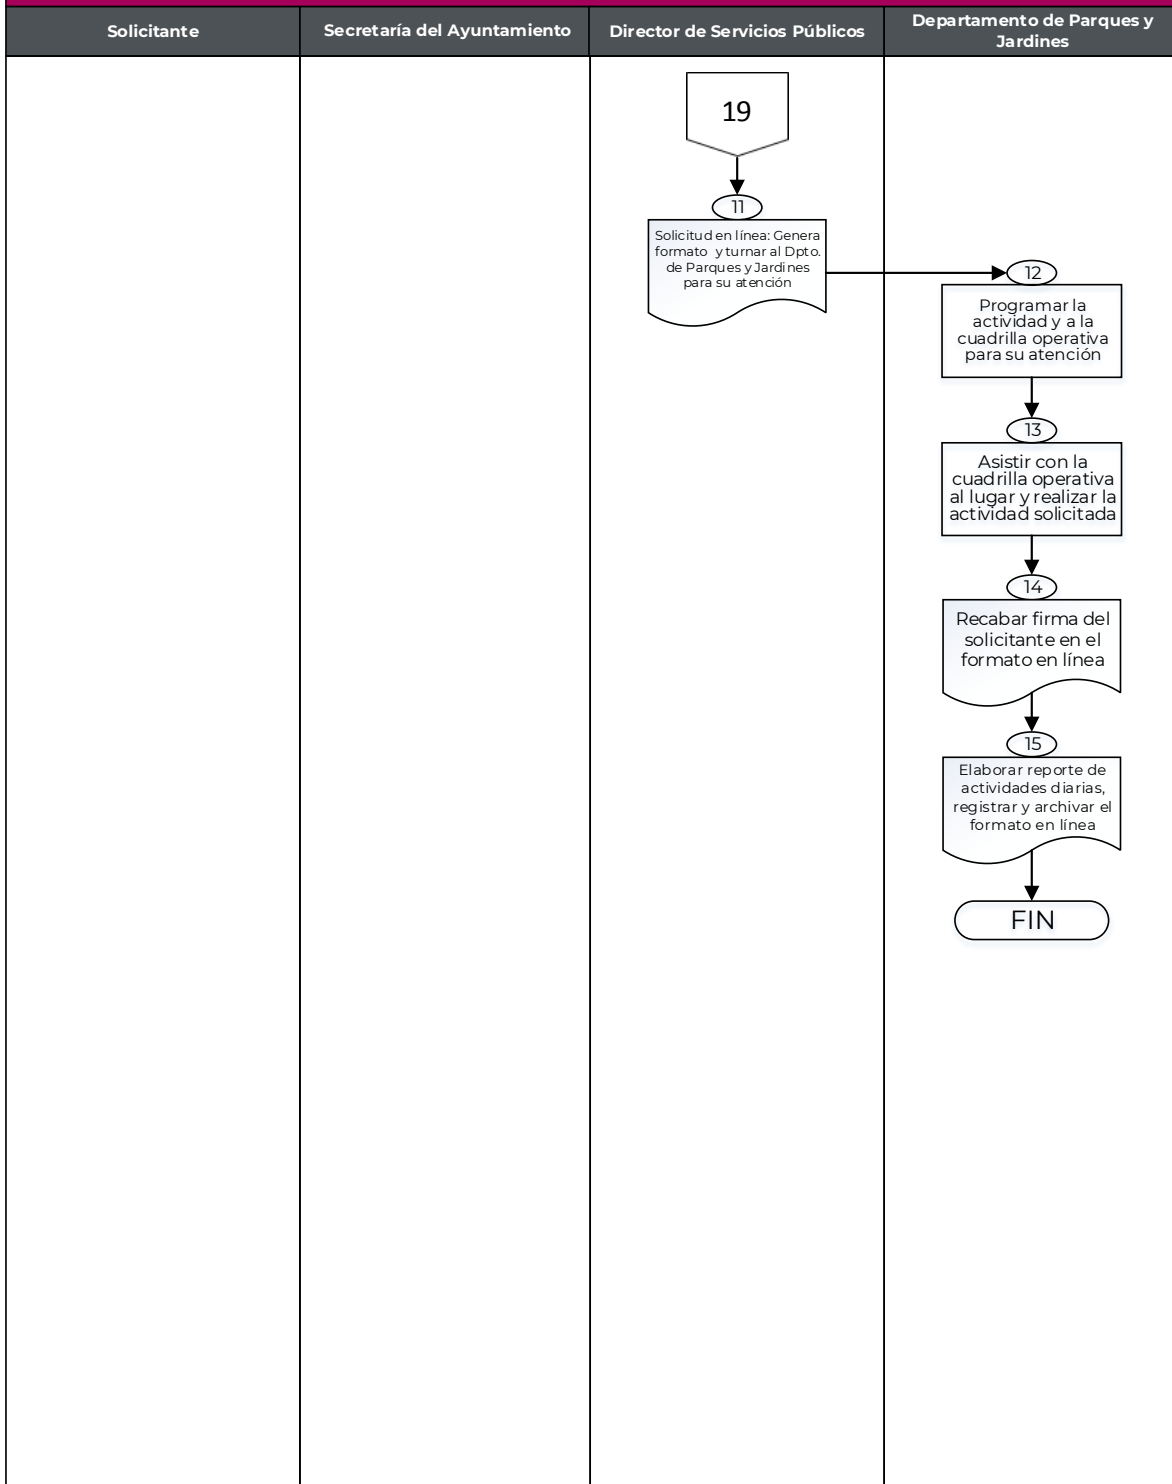 Solicitante
Secretaría del Ayuntamiento
Director de Servicios Públicos
Departamento de Parques y
Jardines
19
11
Solicitud en línea: Genera
formato y turnar al Dpto.
de Parques y Jardines
para su atención
12
Programar la
actividad y a la
cuadrilla operativa
para su atención
13
Asistir con la
cuadrilla operativa
al lugar y realizar la
actividad solicitada
14
Recabar firma del
solicitante en el
formato en línea
15
Elaborar reporte de
actividades diarias,
registrar y archivar el
formato en línea
FIN